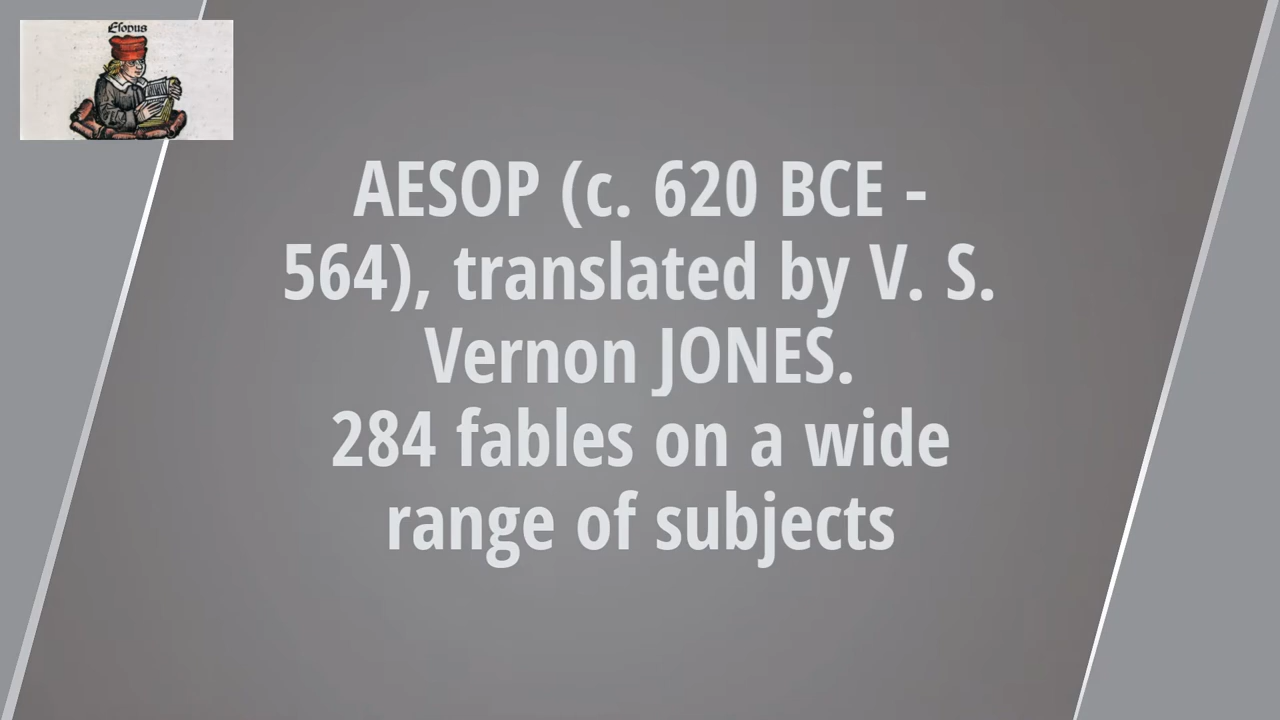 Esopus
AESOP (c. 620 BCE -
564), translated by V. S.
Vernon JONES.
284 fables on a wide
range of subjects